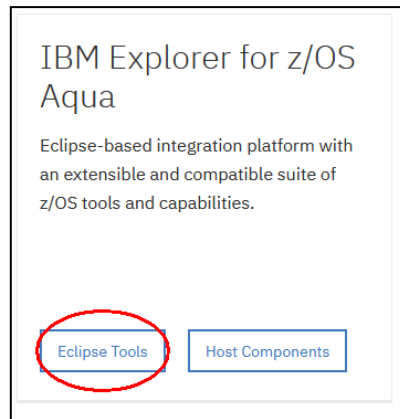 IBM Explorer for z/OS
Aqua
Eclipse-based integration platform with
an extensible and compatible suite of
z/OS tools and capabilities.
Eclipse Tools
Host Components